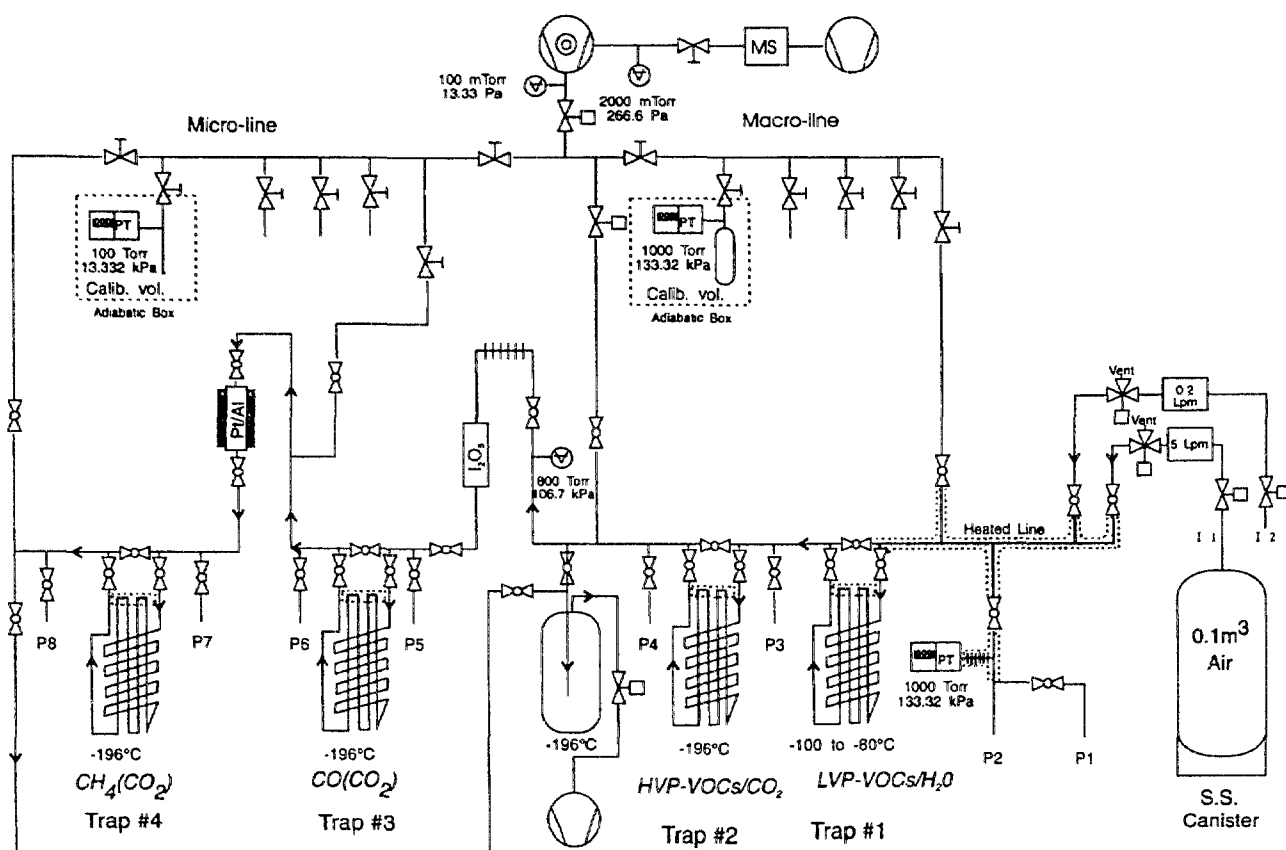 MS
100 mTorr
13.33 Pa
2000 mTorr
266.6 Pa
Micro-line
Macro-line
PT
100 Torr
13.332 kPa
Calib. vol.
Adiabatic Box
PT
1000 Torr
133.32 kPa
Calib. vol.
Adiabatic Box
Pt/Al
I₂O₅
800 Torr
106.7 kPa
Vent
0 2
Lpm
Vent
5 Lpm
Heated Line
I 1
I 2
P8
P7
P6
P5
P4
P3
PT
1000 Torr
133.32 kPa
P2
P1
0.1m³
Air
-196°C
-196°C
-196°C
-196°C
-100 to -80°C
CH₄(CO₂)
CO(CO₂)
HVP-VOCs/CO₂
LVP-VOCs/H₂0
Trap #4
Trap #3
Trap #2
Trap #1
S.S.
Canister